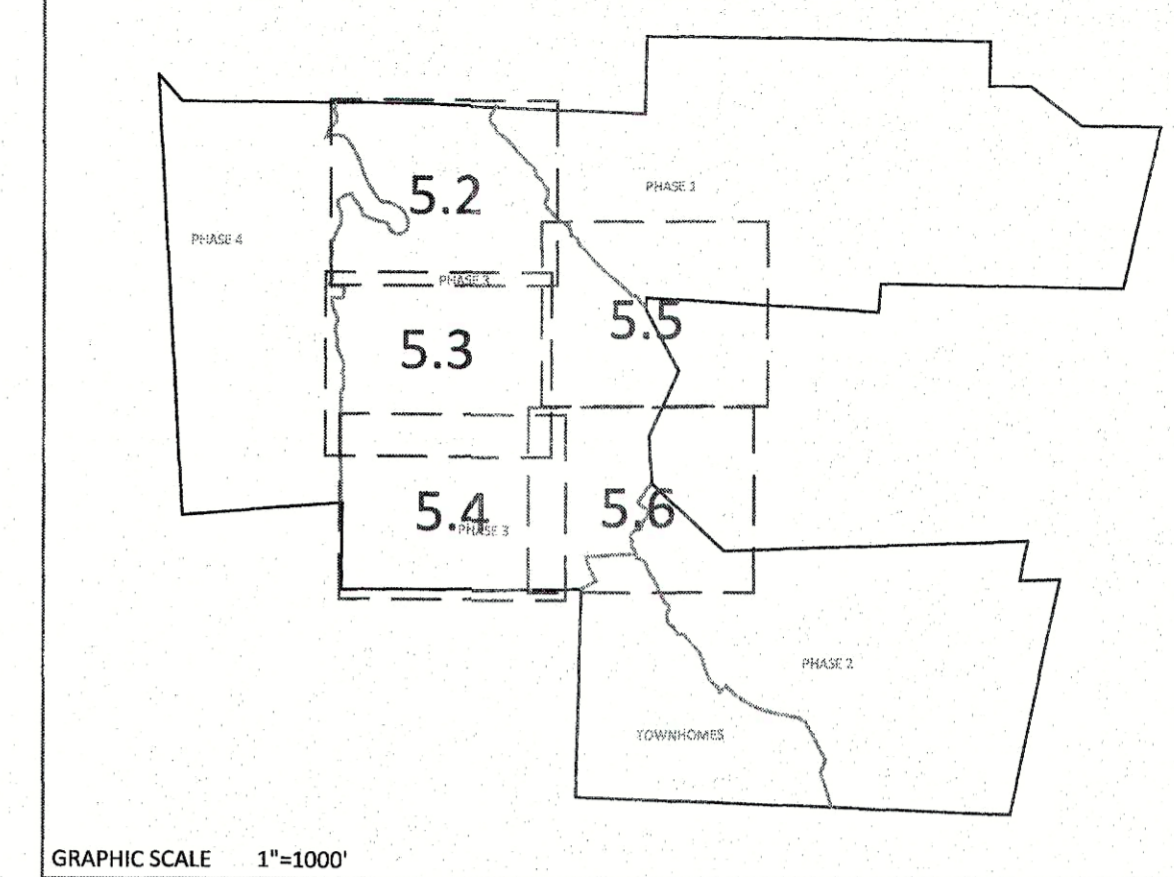 PHASE 1
5.2
PHASE 4
PHASE 3
5.5
5.3
5.4
PHASE 3
5.6
PHASE 2
TOWNHOMES
GRAPHIC SCALE 1"=1000'